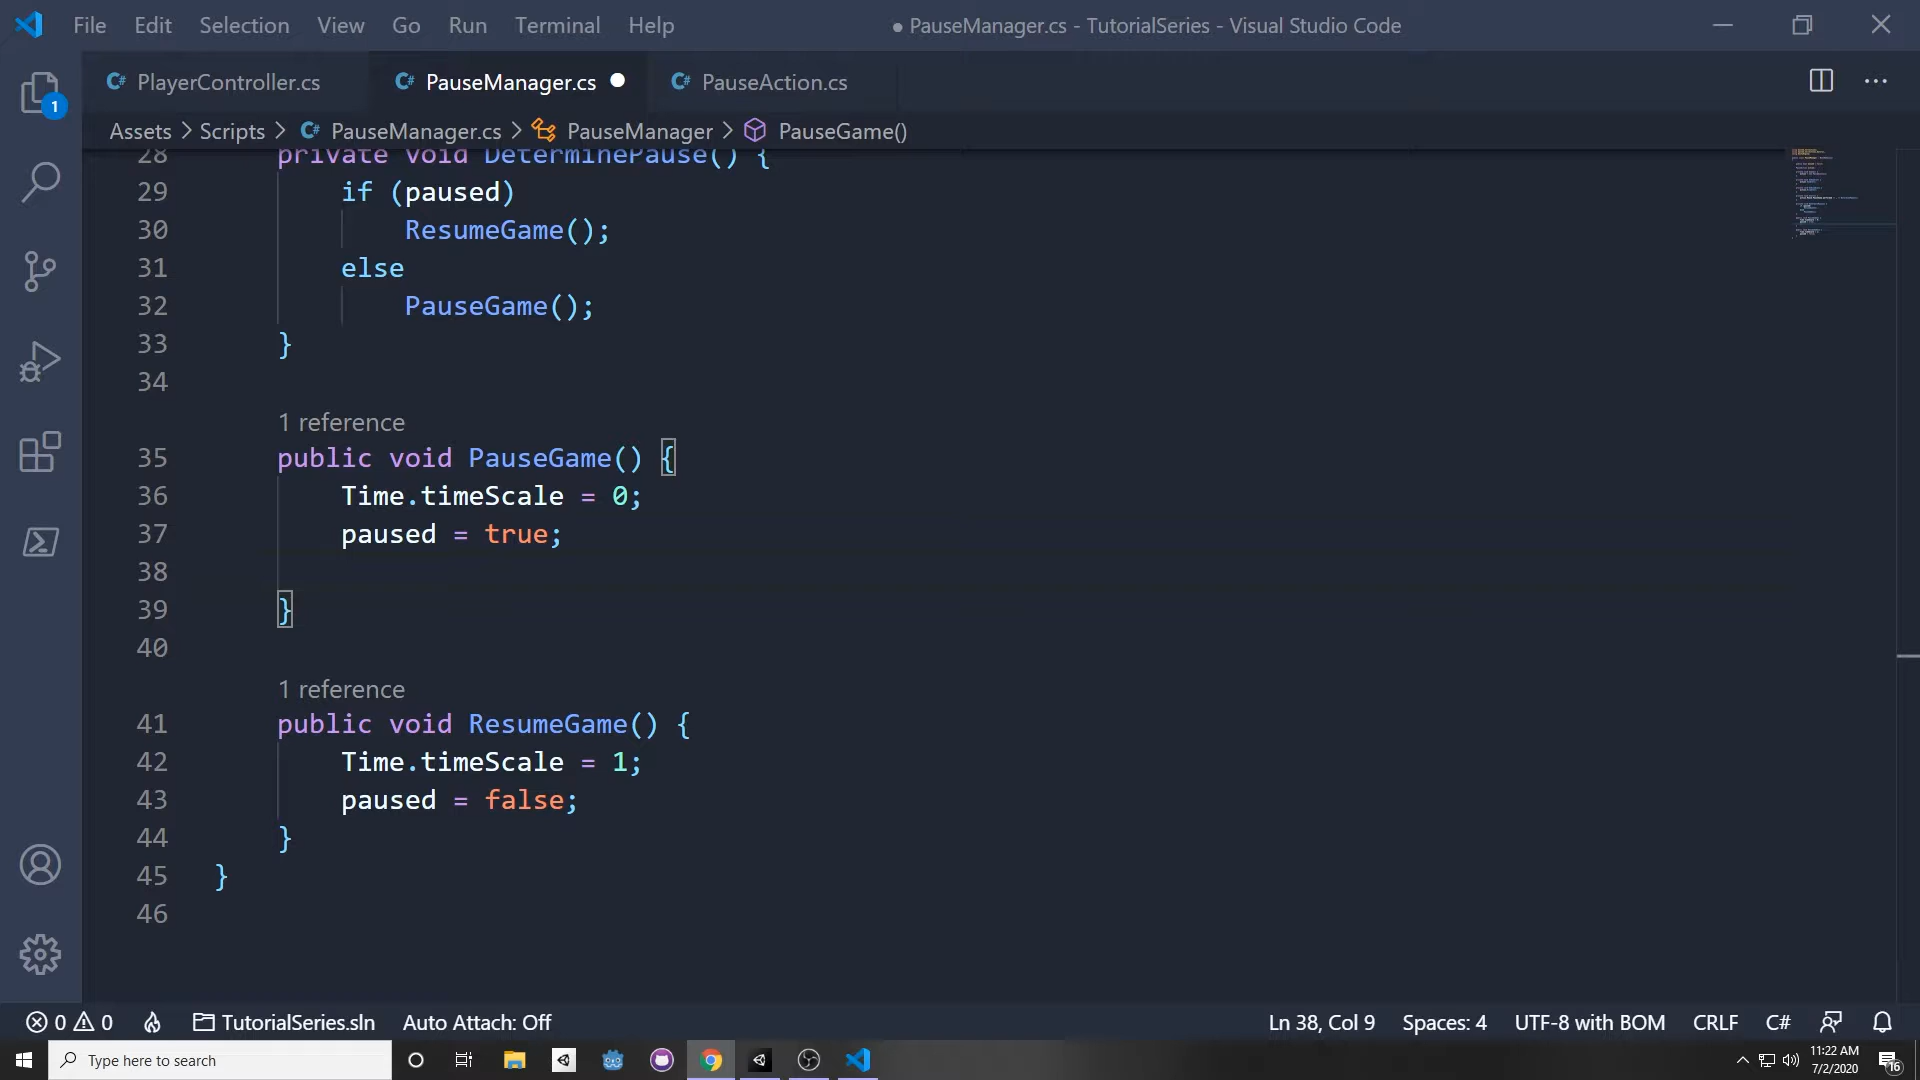 File Edit Selection View Go Run Terminal Help ● PauseManager.cs - TutorialSeries - Visual Studio Code
1
C# PlayerController.cs C# PauseManager.cs ● C# PauseAction.cs ...
Assets > Scripts > C# PauseManager.cs > PauseManager > PauseGame()
28 private void DeterminePause() {
29 if (paused)
30 ResumeGame();
31 else
32 PauseGame();
33 }
34
1 reference
35 public void PauseGame() {
36 Time.timeScale = 0;
37 paused = true;
38
39 }
40
1 reference
41 public void ResumeGame() {
42 Time.timeScale = 1;
43 paused = false;
44 }
45 }
46
0 0 TutorialSeries.sln Auto Attach: Off Ln 38, Col 9 Spaces: 4 UTF-8 with BOM CRLF C#
Type here to search
11:22 AM
7/2/2020
16